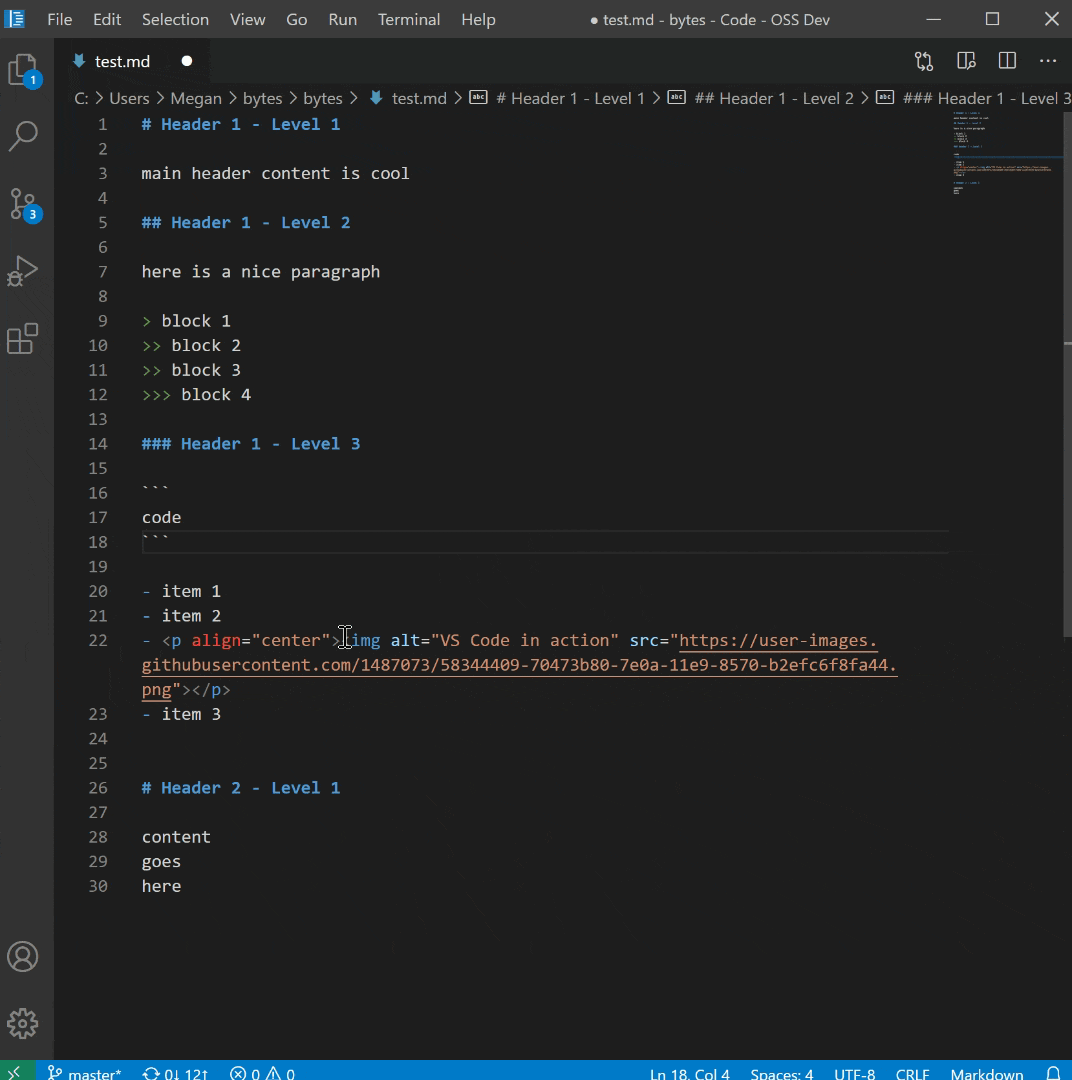 File Edit Selection View Go Run Terminal Help ● test.md - bytes - Code - OSS Dev
1 test.md
C: > Users > Megan > bytes > bytes > test.md > abc # Header 1 - Level 1 > abc ## Header 1 - Level 2 > abc ### Header 1 - Level 3
1 # Header 1 - Level 1
2
3 main header content is cool
4
3
5 ## Header 1 - Level 2
6
7 here is a nice paragraph
8
9 > block 1
10 >> block 2
11 >> block 3
12 >>> block 4
13
14 ### Header 1 - Level 3
15
16 ```
17 code
18 ```
19
20 - item 1
21 - item 2
22 - <p align="center"><img alt="VS Code in action" src="https://user-images.
githubusercontent.com/1487073/58344409-70473b80-7e0a-11e9-8570-b2efc6f8fa44.
png"></p>
23 - item 3
24
25
26 # Header 2 - Level 1
27
28 content
29 goes
30 here
master* 0↓ 12↑ 0 0 Ln 18, Col 4 Spaces: 4 UTF-8 CRLF Markdown